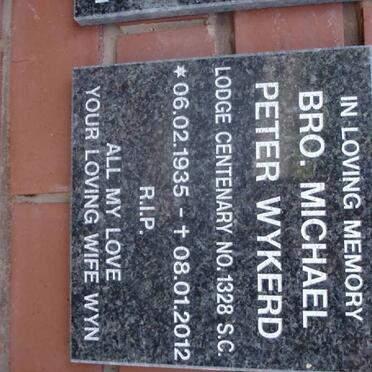 IN LOVING MEMORY
BRO. MICHAEL
PETER WYKERD
LODGE CENTENARY NO. 1328 S.C.
★ 06.02.1935 - ✝ 08.01.2012
R.I.P.
ALL MY LOVE
YOUR LOVING WIFE WYN